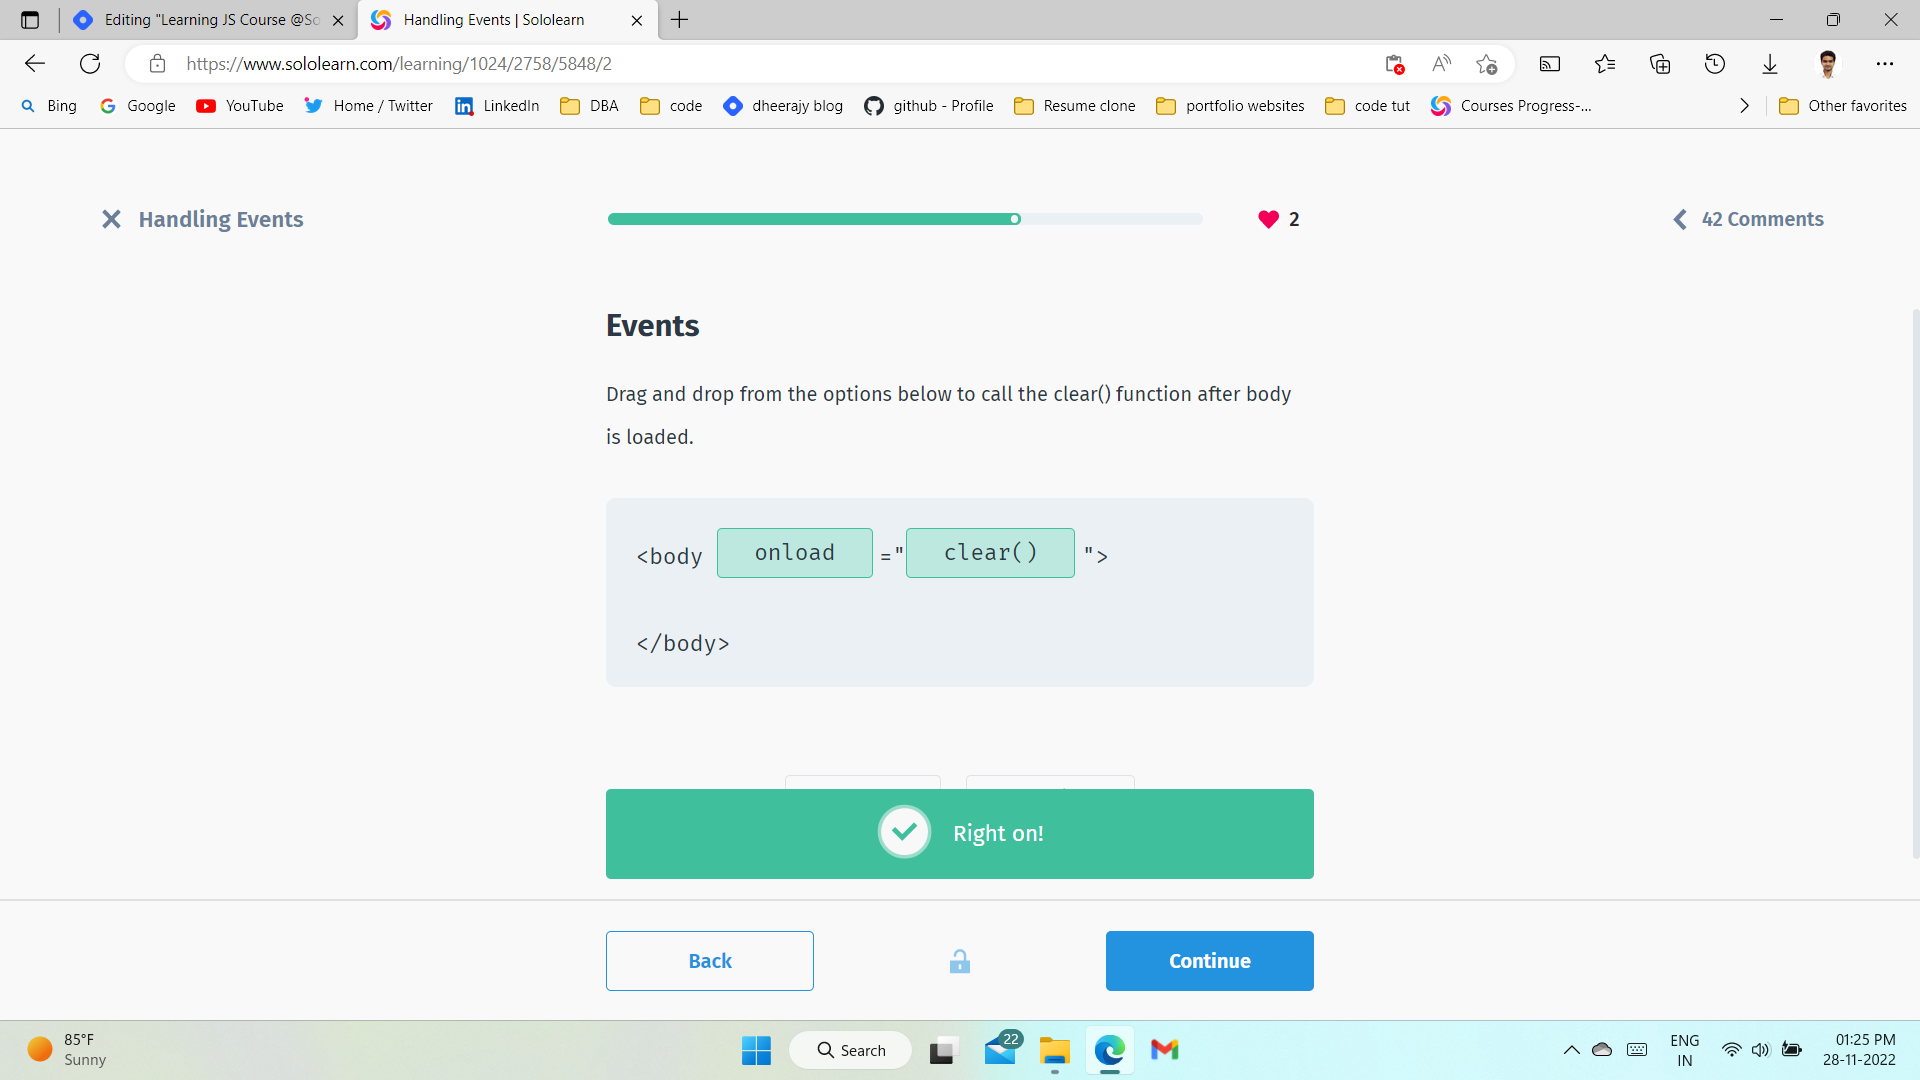 Editing "Learning JS Course @So
Handling Events | Sololearn
https://www.sololearn.com/learning/1024/2758/5848/2
Bing
Google
YouTube
Home / Twitter
LinkedIn
DBA
code
dheerajy blog
github - Profile
Resume clone
portfolio websites
code tut
Courses Progress-...
Other favorites
Handling Events
2
42 Comments
Events
Drag and drop from the options below to call the clear() function after body
is loaded.
<body onload ="clear() ">
</body>
Right on!
Back
Continue
85°F
Sunny
Search
22
ENG
IN
01:25 PM
28-11-2022